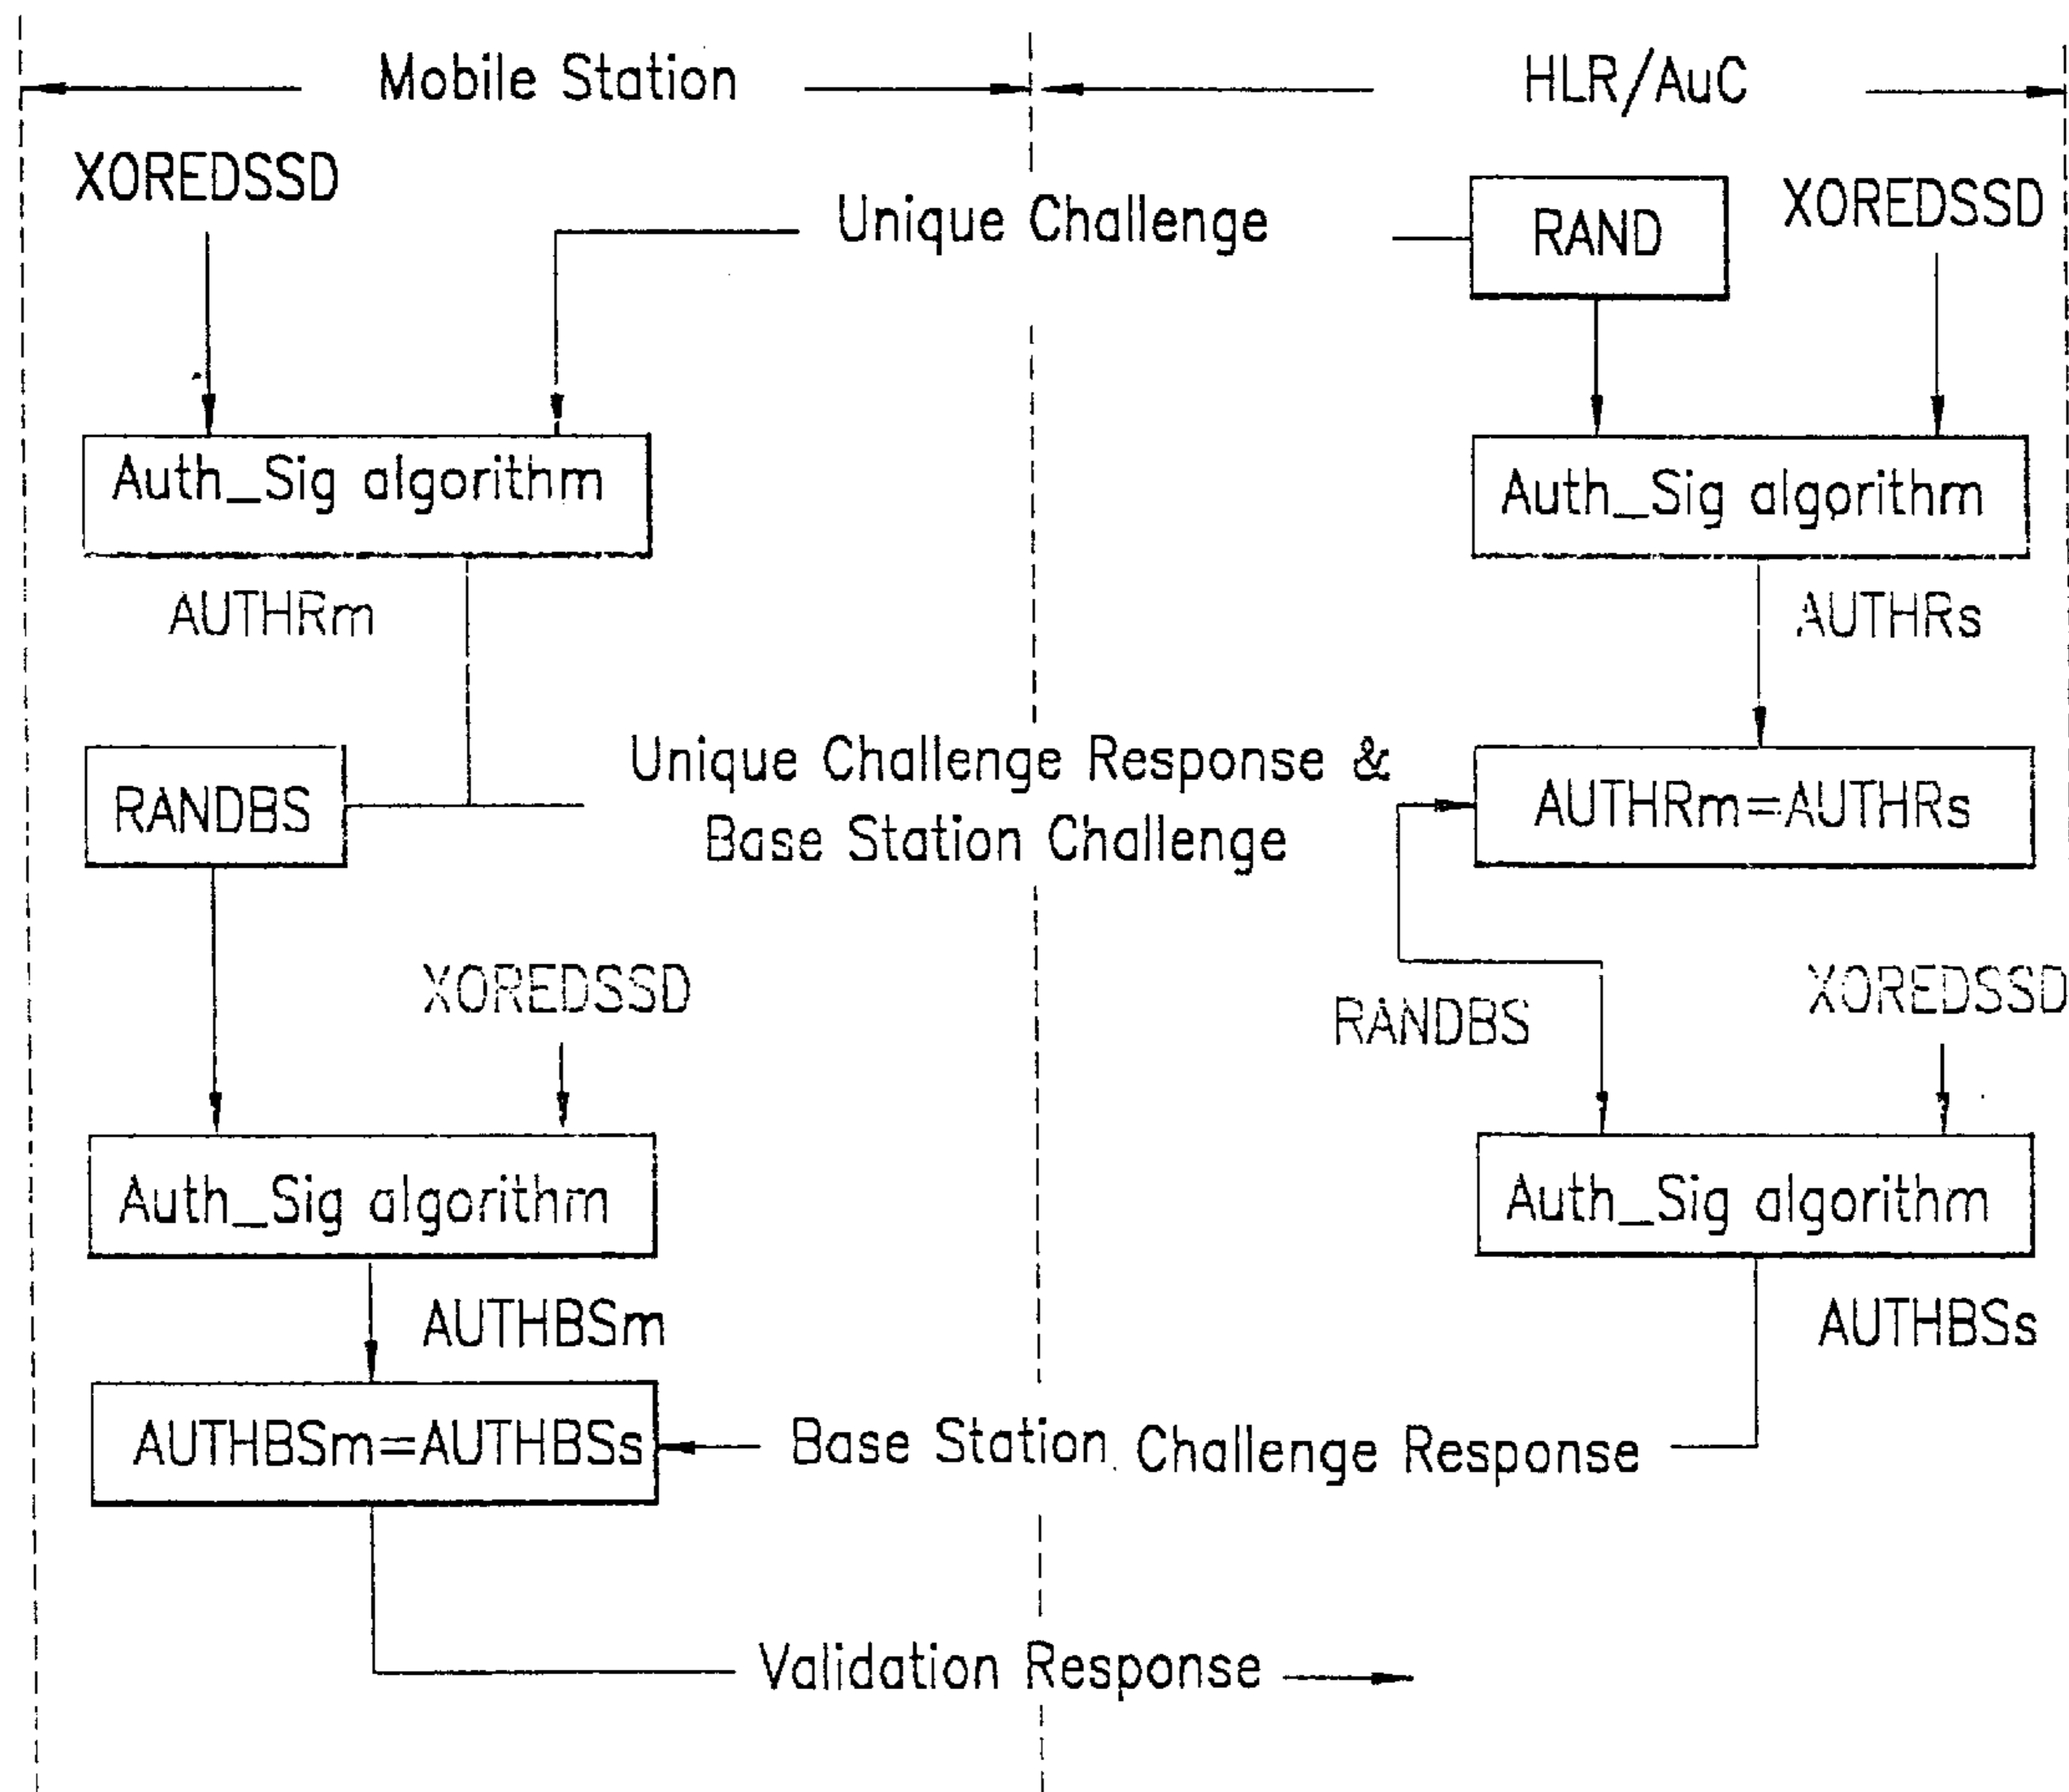 Mobile Station
HLR/AuC
XOREDSSD
Unique Challenge
RAND
XOREDSSD
Auth_Sig algorithm
Auth_Sig algorithm
AUTHRm
AUTHRs
RANDBS
Unique Challenge Response &
Base Station Challenge
AUTHRm=AUTHRs
XOREDSSD
RANDBS
XOREDSSD
Auth_Sig algorithm
Auth_Sig algorithm
AUTHBSm
AUTHBSs
AUTHBSm=AUTHBSs
Base Station Challenge Response
Validation Response